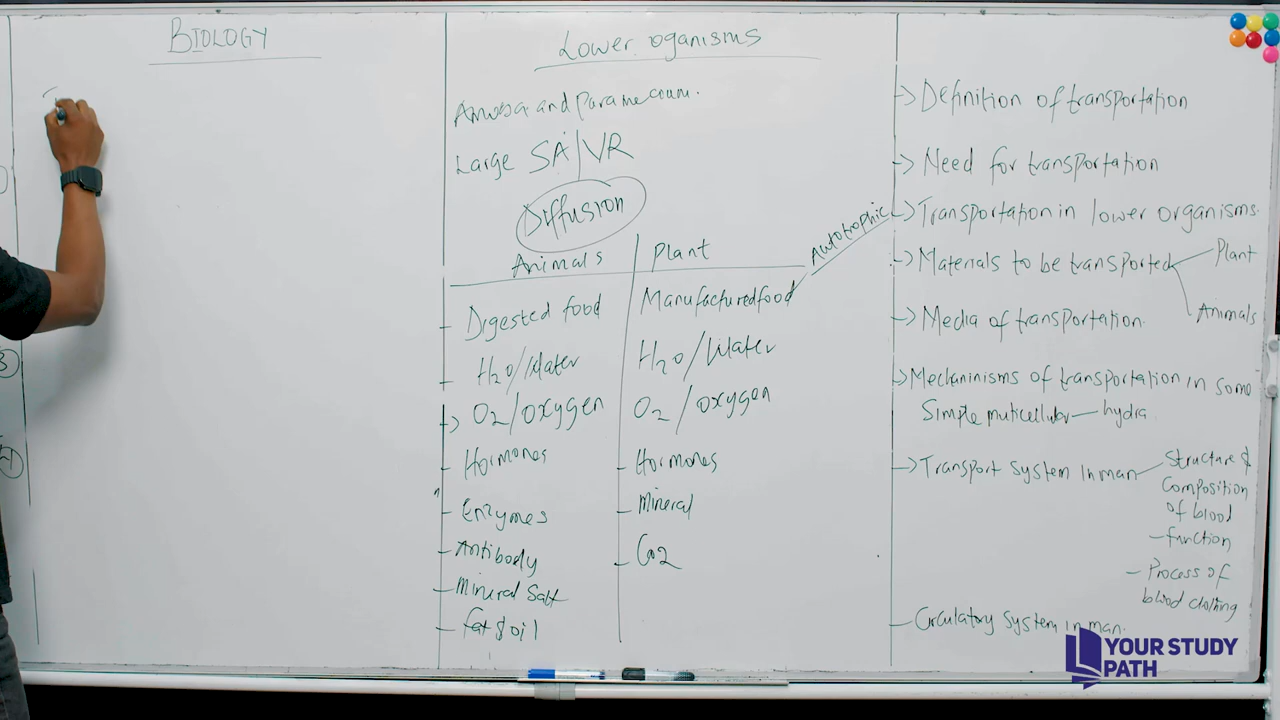 BIOLOGY
Lower oganisms
Amoeba and Paramecium.
Large SA/VR
Diffusion
Animals
Plant
Digested food
Manufactured food
Autotrophic
H2O/Water
H2O/Water
O2/oxygen
O2/oxygen
Hormones
Hormones
Enzymes
Mineral
Antibody
Co2
Mineral Salt
Fat & oil
-> Definition of transportation
-> Need for transportation
-> Transportation in lower organisms.
-> Materials to be transported
Plant
Animals
-> Media of transportation.
-> Mechaninisms of transportation in some
Simple muticellular — hydra
-> Transport System in man
Structure &
Composition
of blood
- function
- Process of
blood clotting
- Circulatory System in man.
YOUR STUDY
PATH